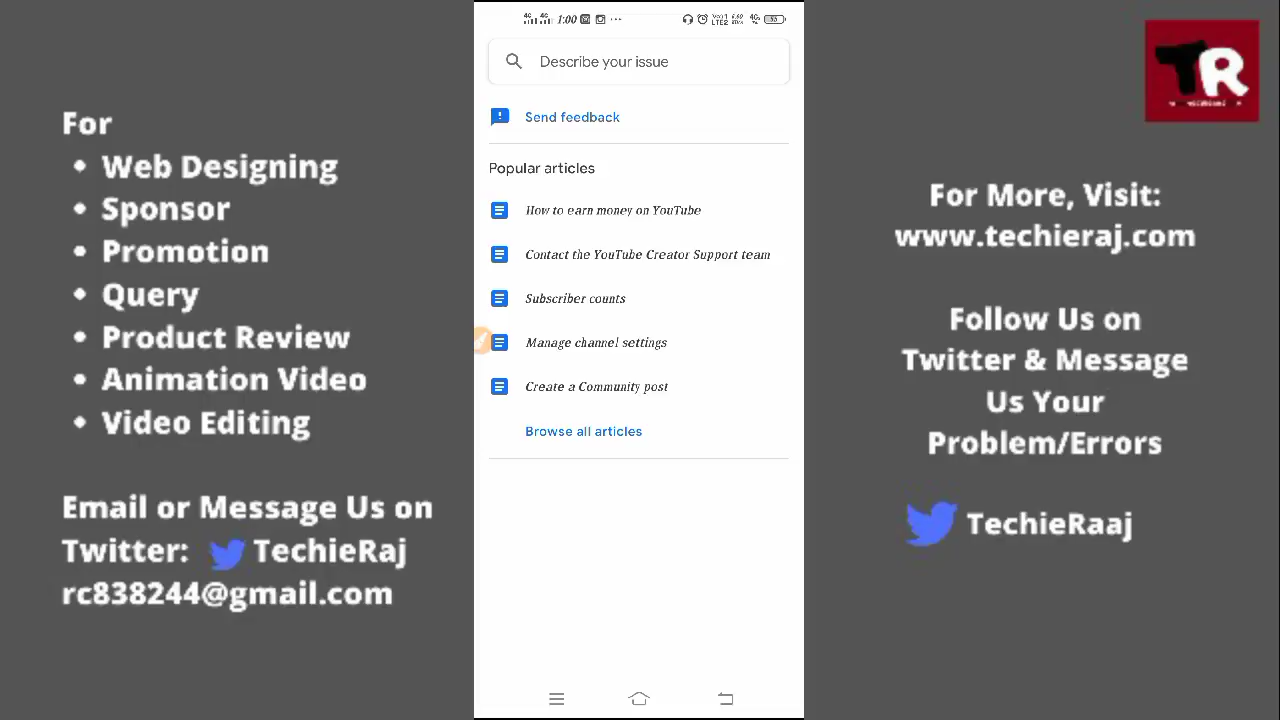 For
• Web Designing
• Sponsor
• Promotion
• Query
• Product Review
• Animation Video
• Video Editing
Email or Message Us on
Twitter: TechieRaj
rc838244@gmail.com
1:00
Describe your issue
Send feedback
Popular articles
How to earn money on YouTube
Contact the YouTube Creator Support team
Subscriber counts
Manage channel settings
Create a Community post
Browse all articles
TR
For More, Visit:
www.techieraj.com
Follow Us on
Twitter & Message
Us Your
Problem/Errors
TechieRaaj